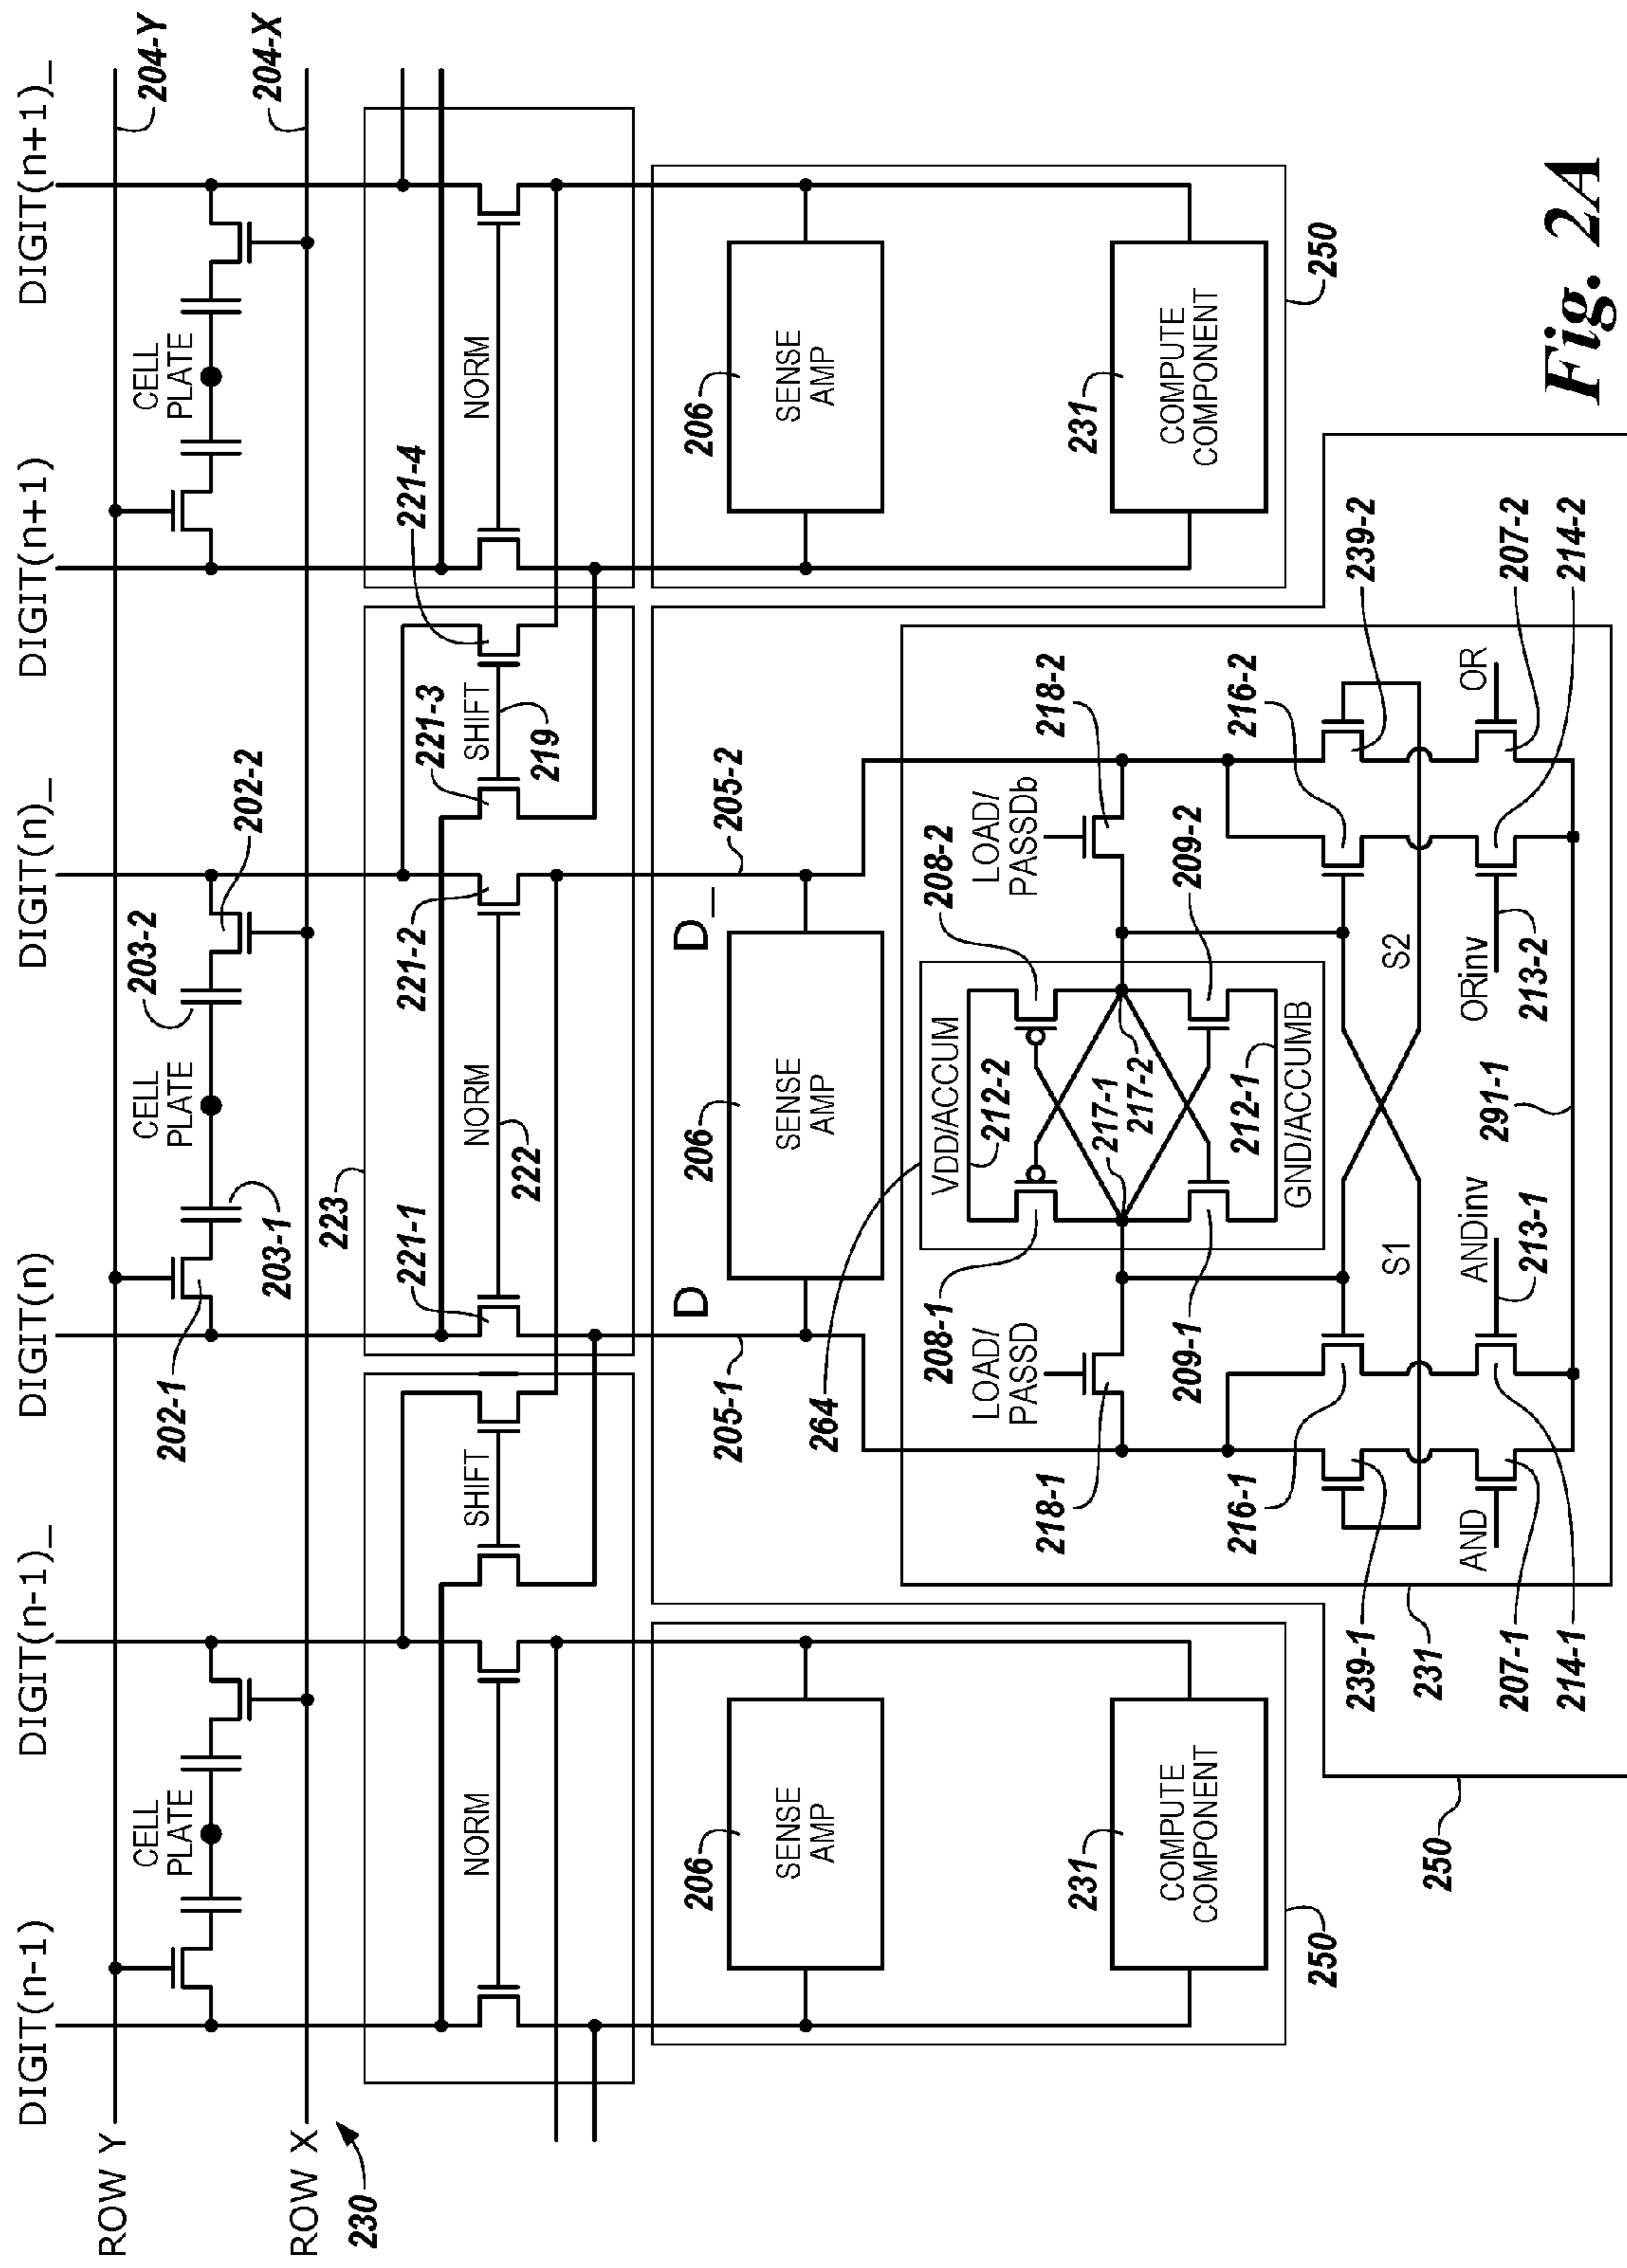 DIGIT(n-1)
DIGIT(n-1)_
DIGIT(n)
DIGIT(n)_
DIGIT(n+1)
DIGIT(n+1)_
ROW Y
204-Y
ROW X
204-X
230
CELL
PLATE
202-1
203-1
CELL
PLATE
203-2
202-2
CELL
PLATE
223
NORM
SHIFT
221-1
NORM
222
221-2
221-3
SHIFT
219
221-4
NORM
205-1
D
D_
205-2
206
SENSE
AMP
206
SENSE
AMP
206
SENSE
AMP
231
COMPUTE
COMPONENT
250
231
COMPUTE
COMPONENT
250
264
LOAD/
PASSD
218-1
208-1
209-1
VDD/ACCUM
212-2
217-1
217-2
212-1
GND/ACCUMB
208-2
209-2
LOAD/
PASSDb
218-2
216-1
216-2
239-1
239-2
S1
S2
231
AND
207-1
ANDinv
213-1
214-1
291-1
ORinv
213-2
OR
207-2
214-2
250
Fig. 2A